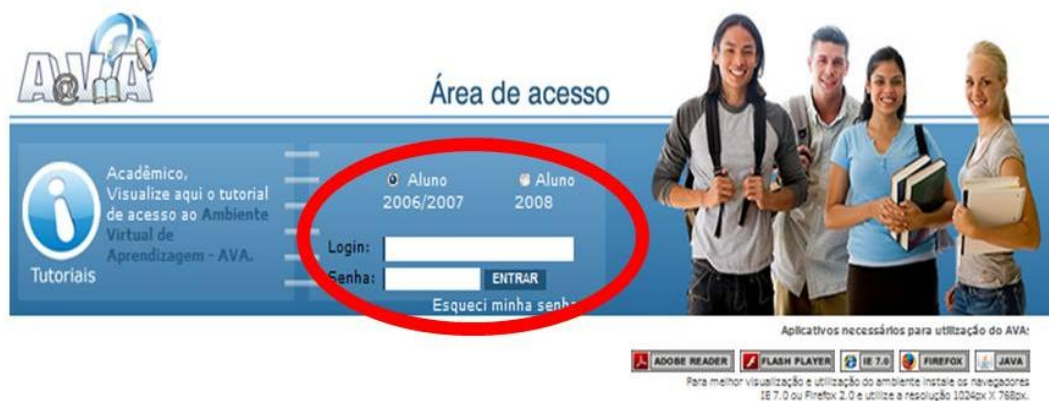 A@VA
Área de acesso
Acadêmico,
Visualize aqui o tutorial
de acesso ao Ambiente
Virtual de
Aprendizagem - AVA.
Tutoriais
Aluno
2006/2007
Aluno
2008
Login:
Senha:
ENTRAR
Esqueci minha senha
Aplicativos necessários para utilização do AVA:
ADOBE READER
FLASH PLAYER
IE 7.0
FIREFOX
JAVA
Para melhor visualização e utilização do ambiente instale os navegadores
IE 7.0 ou Firefox 2.0 e utilize a resolução 1024px X 768px.